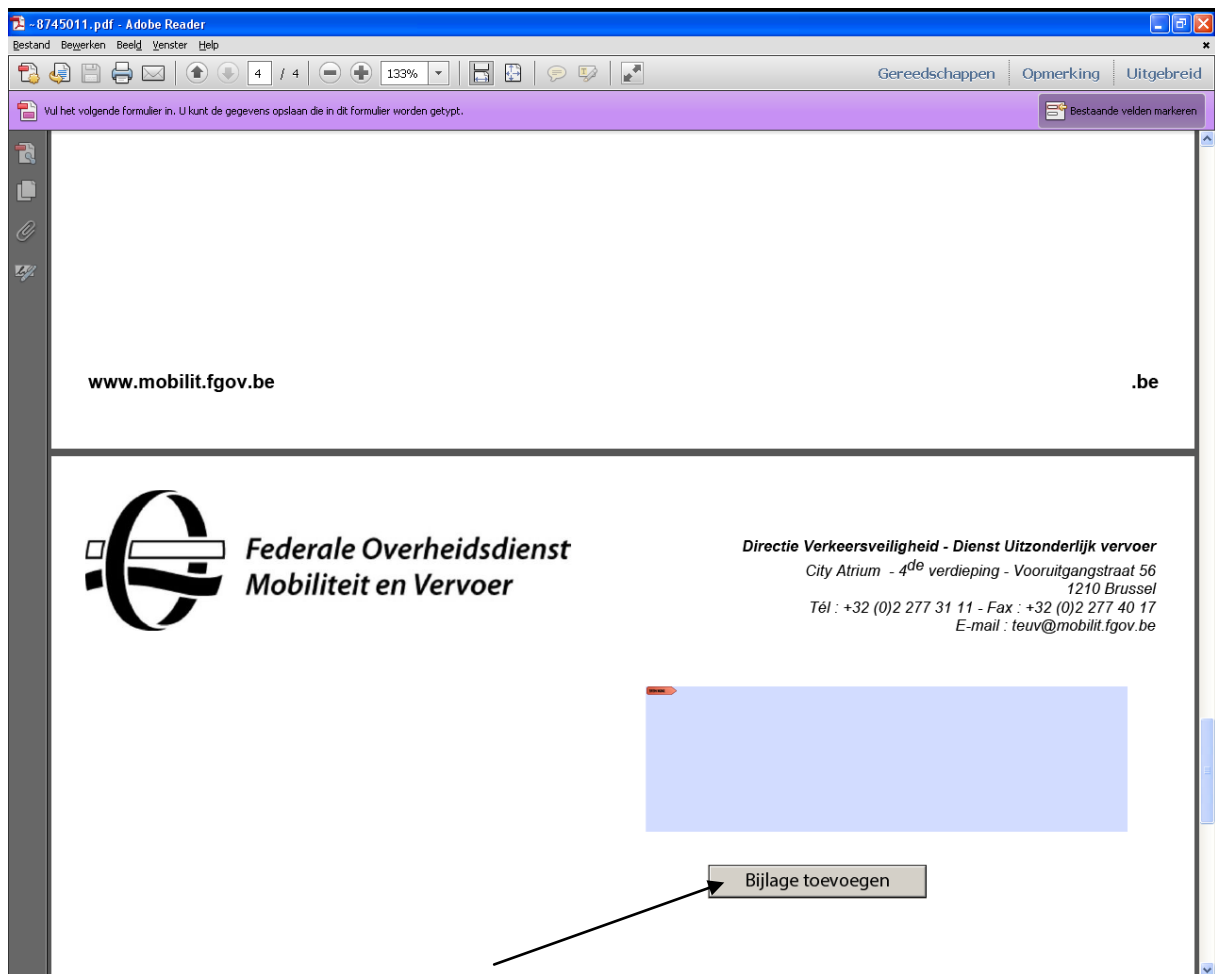 ~8745011.pdf - Adobe Reader
Bestand Bewerken Beeld Venster Help
4 / 4 133% Gereedschappen Opmerking Uitgebreid
Vul het volgende formulier in. U kunt de gegevens opslaan die in dit formulier worden getypt. Bestaande velden markeren
www.mobilit.fgov.be .be
Federale Overheidsdienst
Mobiliteit en Vervoer
Directie Verkeersveiligheid - Dienst Uitzonderlijk vervoer
City Atrium - 4de verdieping - Vooruitgangstraat 56
1210 Brussel
Tél : +32 (0)2 277 31 11 - Fax : +32 (0)2 277 40 17
E-mail : teuv@mobilit.fgov.be
Bijlage toevoegen